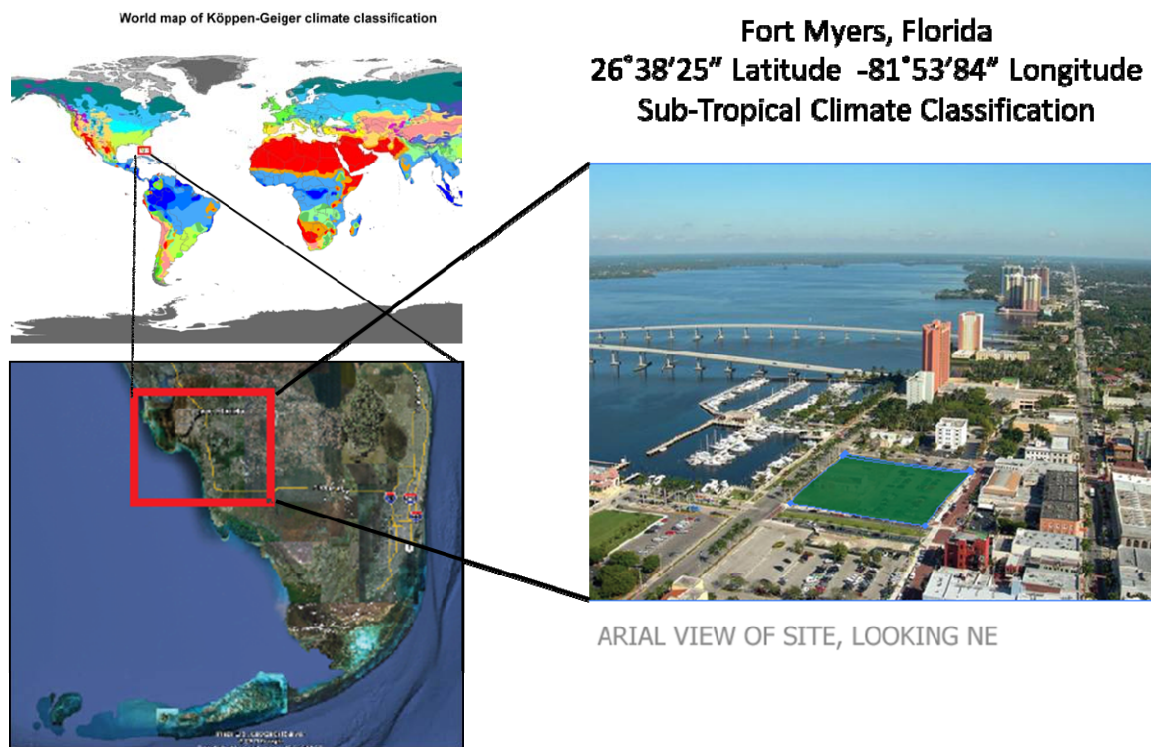 World map of Köppen-Geiger climate classification
Fort Myers, Florida
26˚38’25” Latitude -81˚53’84” Longitude
Sub-Tropical Climate Classification
ARIAL VIEW OF SITE, LOOKING NE